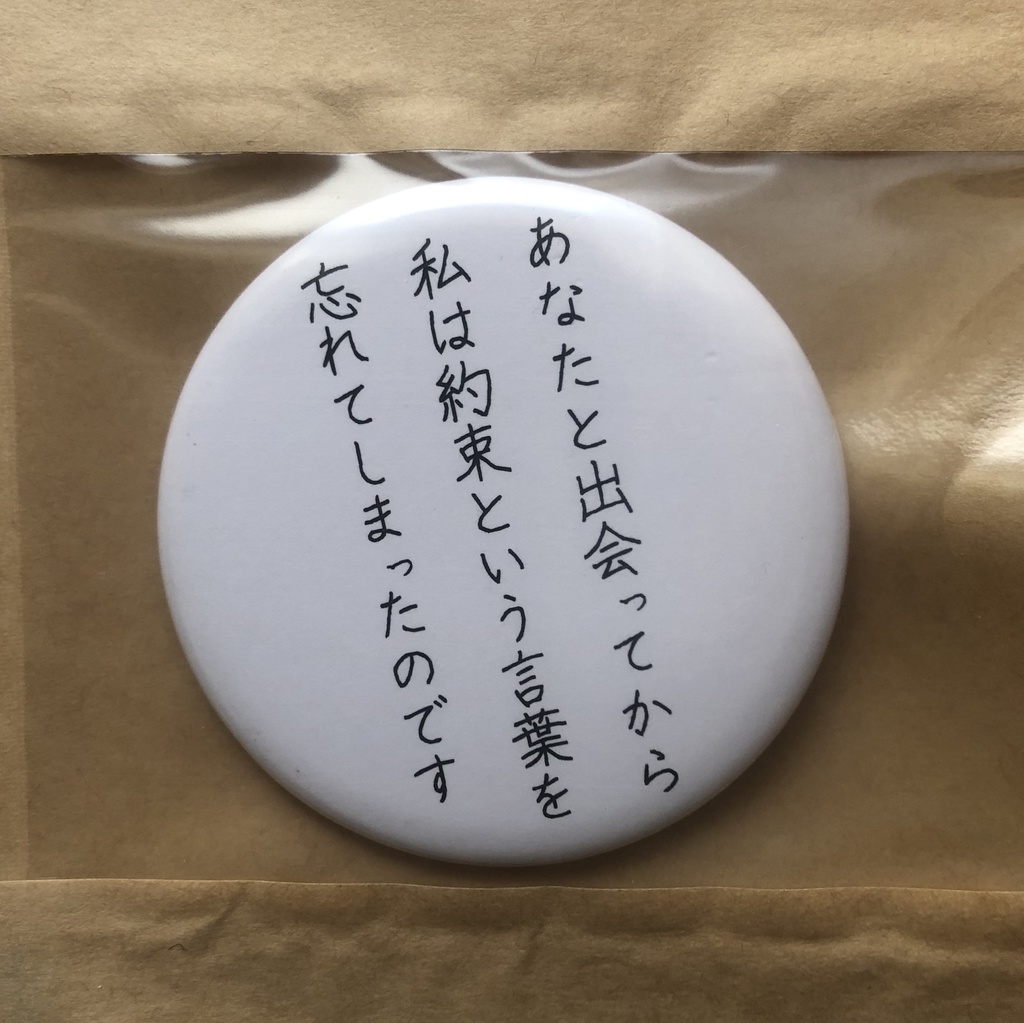 あなたと出会ってから
私は約束という言葉を
忘れてしまったのです